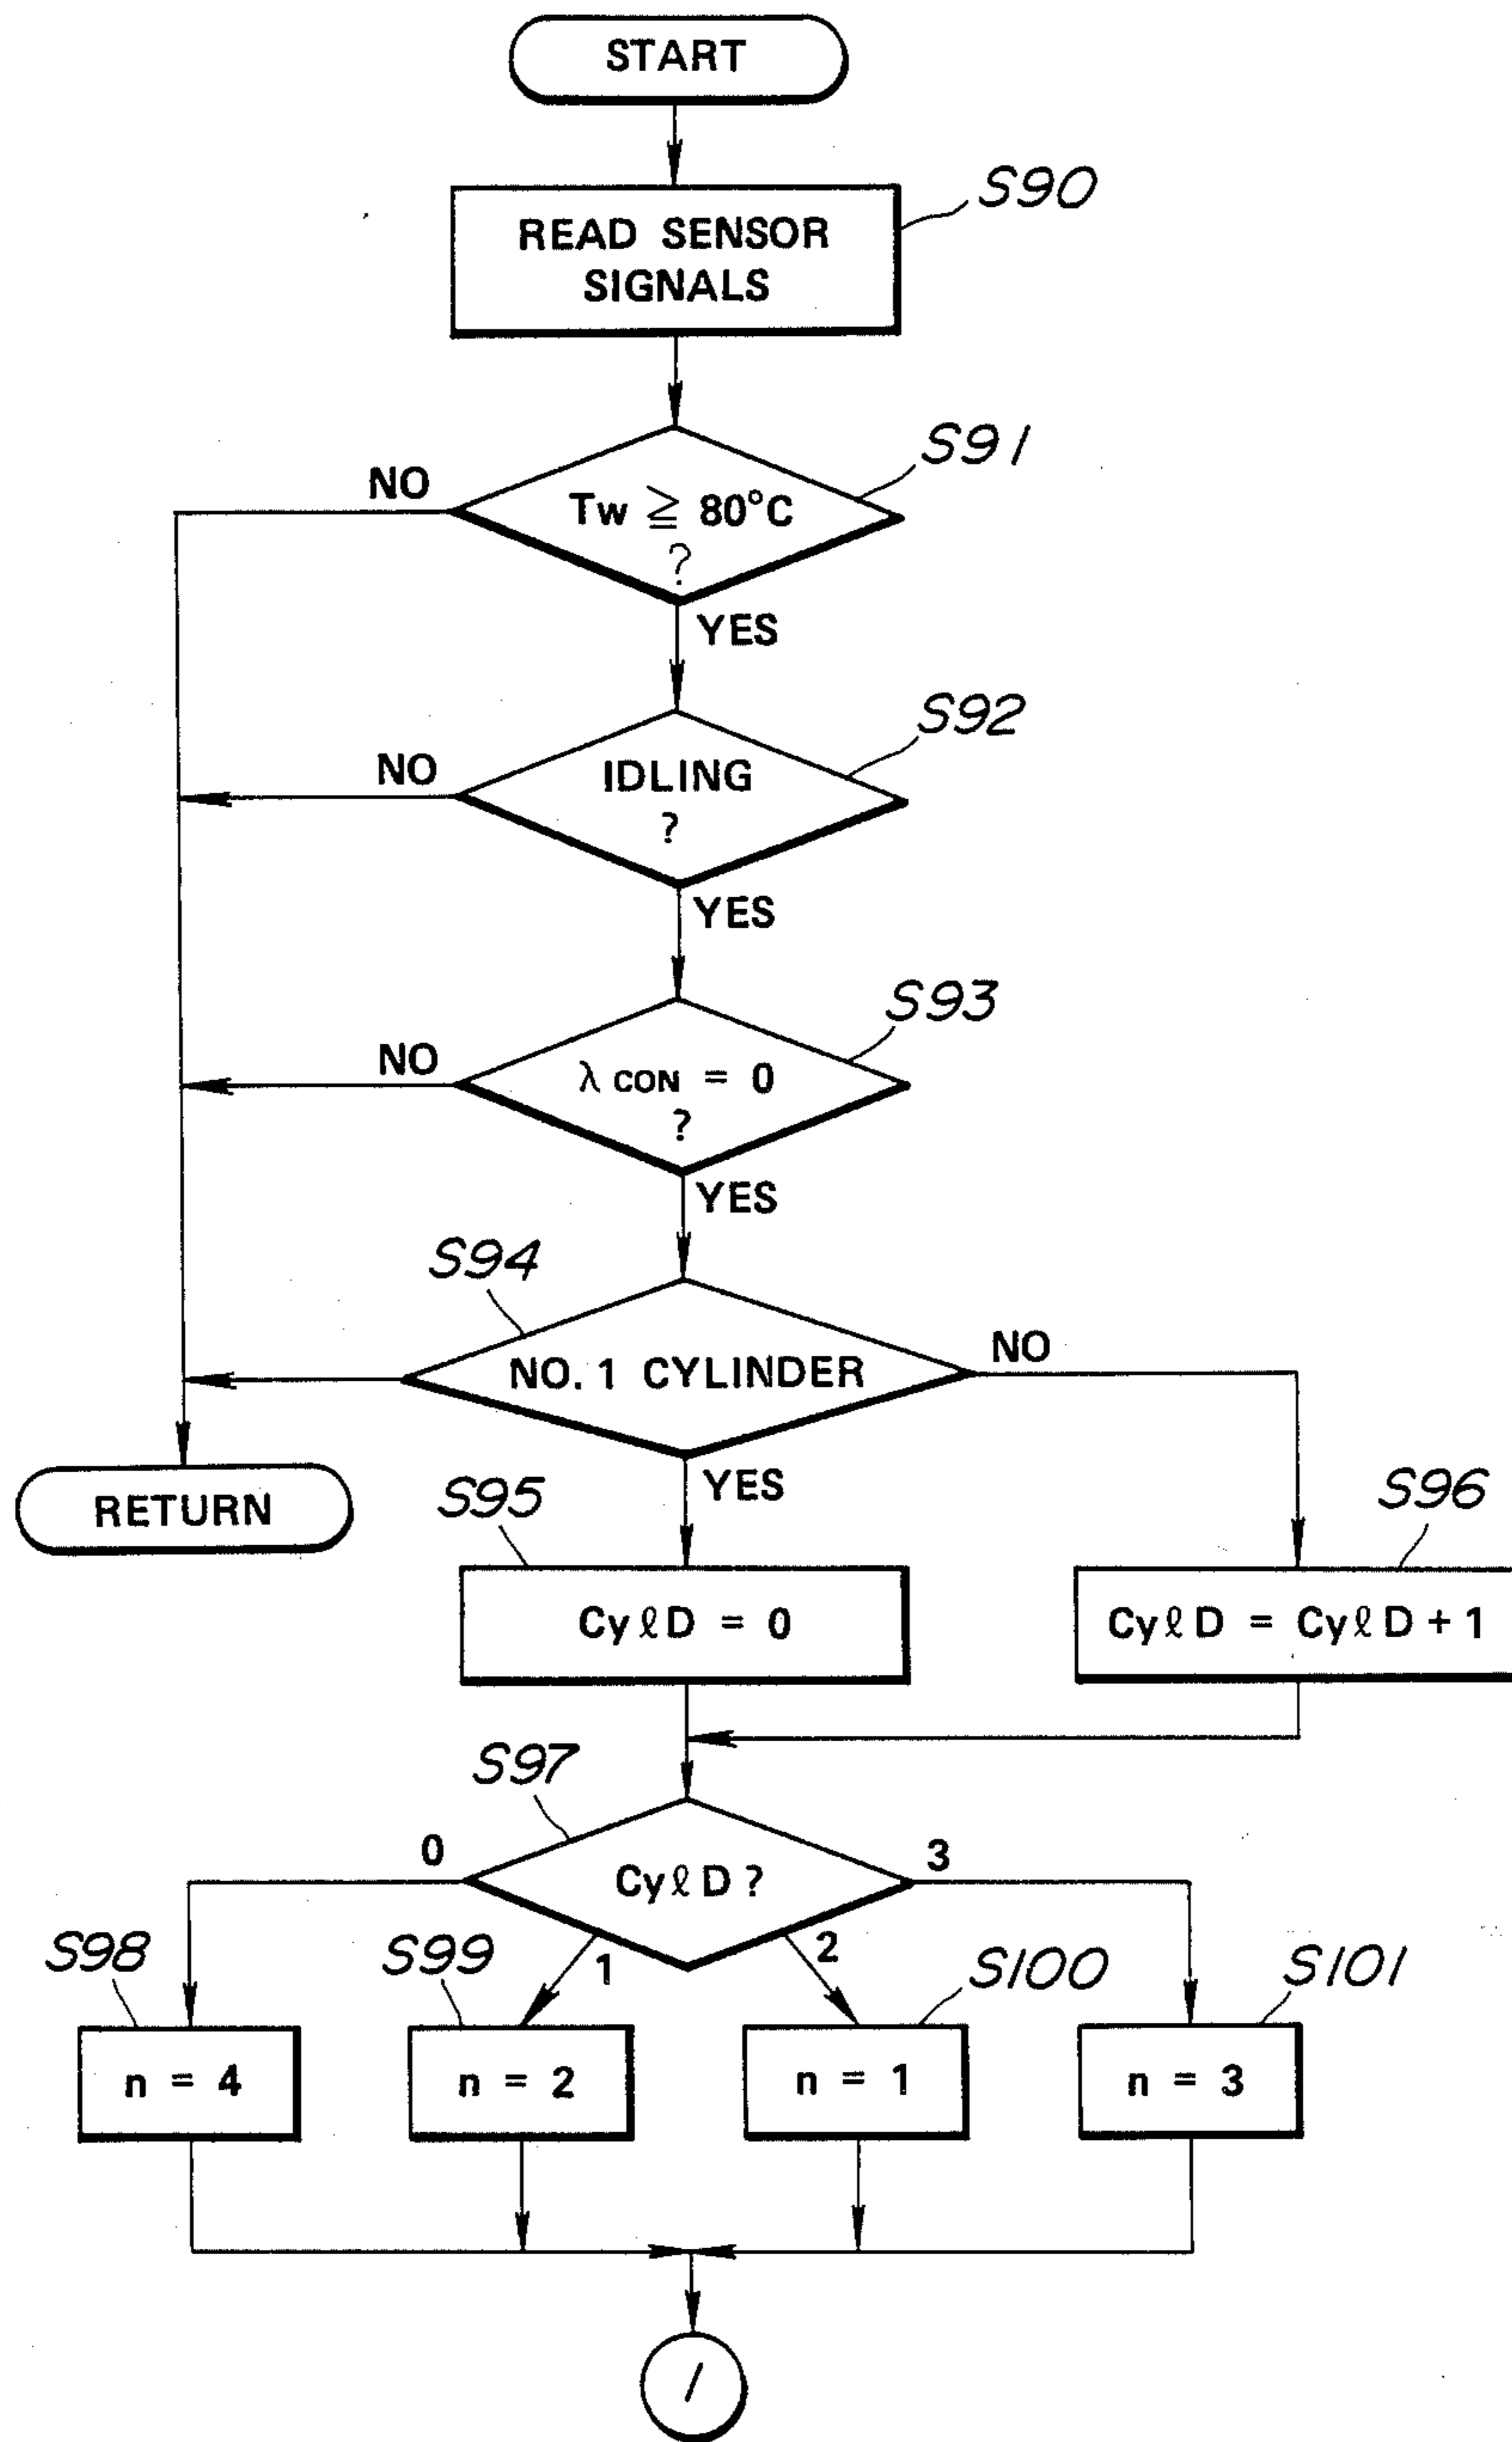 START
S90
READ SENSOR
SIGNALS
S91
NO
Tw ≧ 80°C
?
YES
S92
NO
IDLING
?
YES
S93
NO
λ CON = 0
?
YES
S94
NO
NO. 1 CYLINDER
RETURN
YES
S95
S96
CyℓD = 0
CyℓD = CyℓD + 1
S97
0
3
CyℓD ?
1
2
S98
S99
S100
S101
n = 4
n = 2
n = 1
n = 3
1